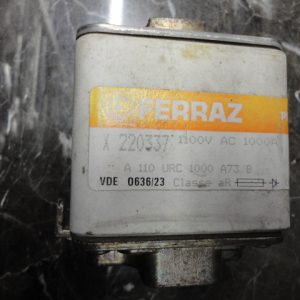 FERRAZ
X 220337 1100V AC 1000A
A 110 URC 1000 A73 B
VDE 0636/23 Classe aR